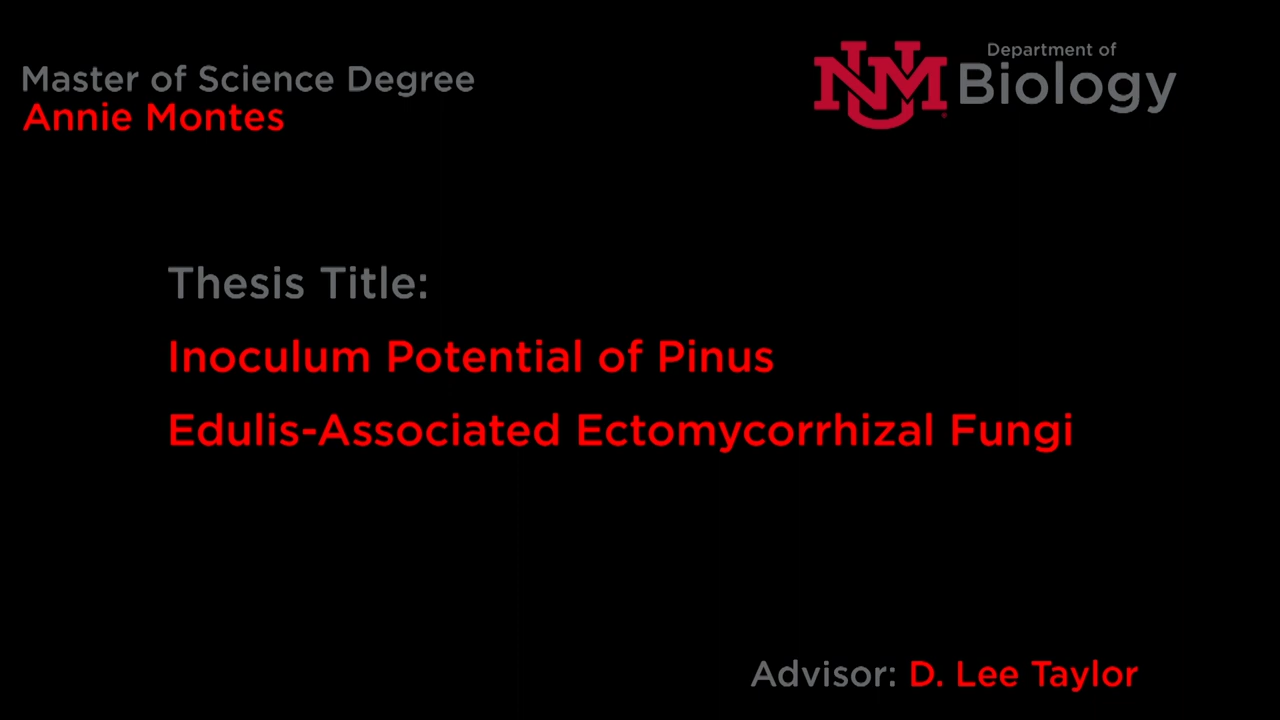 Master of Science Degree
Annie Montes
UNM
Department of
Biology
Thesis Title:
Inoculum Potential of Pinus
Edulis-Associated Ectomycorrhizal Fungi
Advisor: D. Lee Taylor